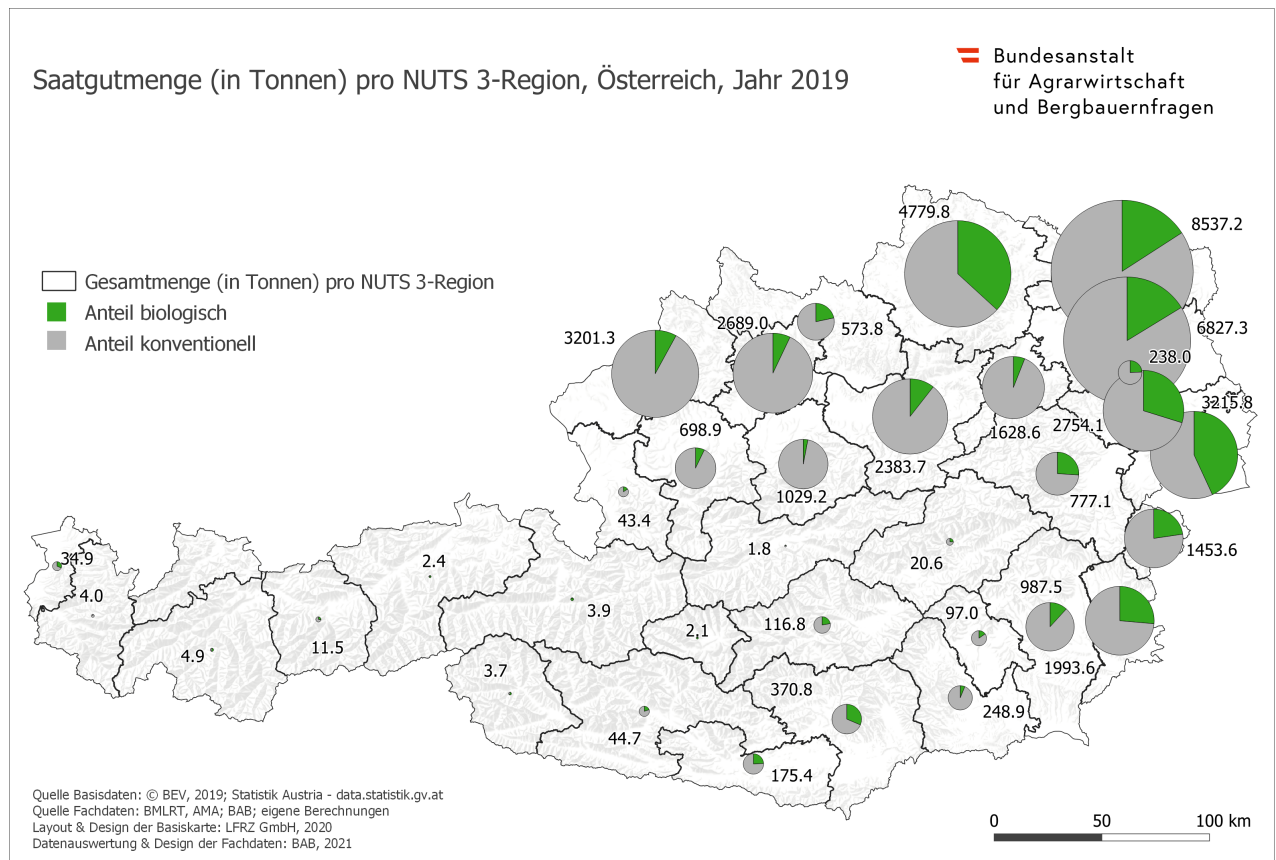 Saatgutmenge (in Tonnen) pro NUTS 3-Region, Österreich, Jahr 2019
Bundesanstalt
für Agrarwirtschaft
und Bergbauernfragen
Gesamtmenge (in Tonnen) pro NUTS 3-Region
Anteil biologisch
Anteil konventionell
4779.8
8537.2
2689.0
573.8
6827.3
3201.3
238.0
3215.8
698.9
1628.6
2754.1
2383.7
1029.2
777.1
43.4
1.8
1453.6
34.9
2.4
20.6
4.0
987.5
3.9
97.0
116.8
2,1
11.5
4.9
3.7
1993.6
370.8
248.9
44.7
175.4
Quelle Basisdaten: © BEV, 2019; Statistik Austria - data.statistik.gv.at
Quelle Fachdaten: BMLRT, AMA; BAB; eigene Berechnungen
Layout & Design der Basiskarte: LFRZ GmbH, 2020
Datenauswertung & Design der Fachdaten: BAB, 2021
0 50 100 km